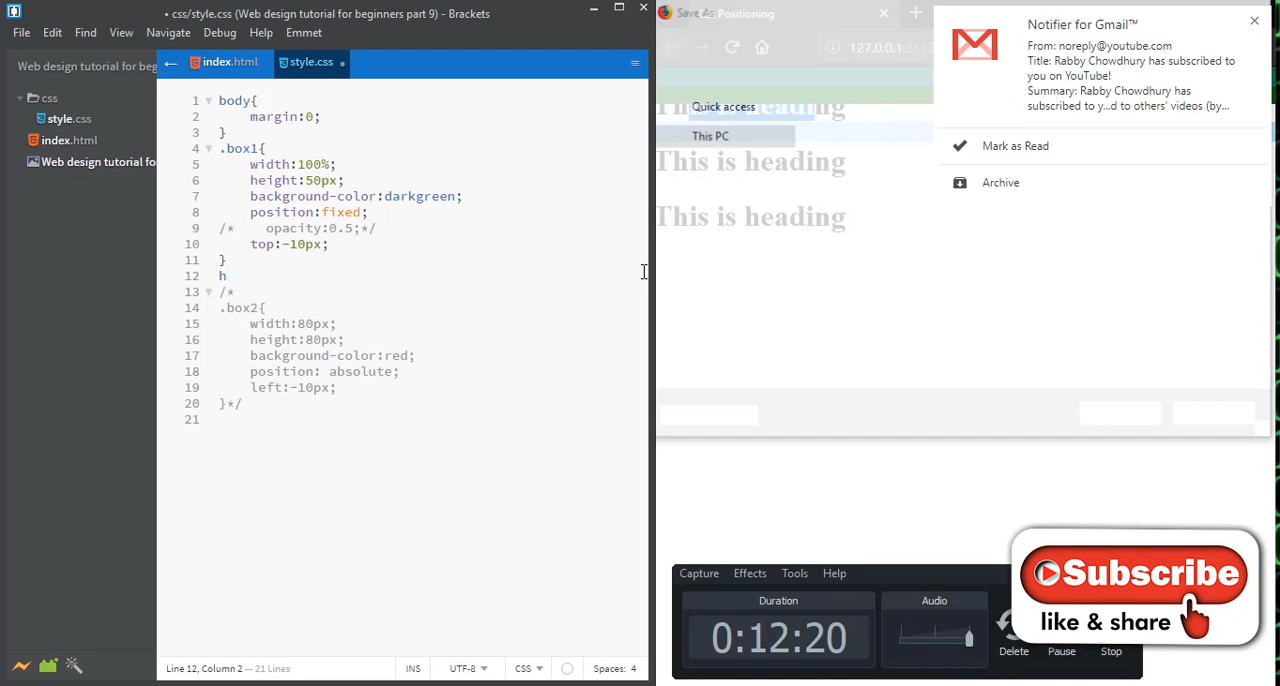 • css/style.css (Web design tutorial for beginners part 9) - Brackets
File Edit Find View Navigate Debug Help Emmet
Web design tutorial for beg
css
style.css
index.html
Web design tutorial for
← index.html style.css •
1 body{
2 margin:0;
3 }
4 .box1{
5 width:100%;
6 height:50px;
7 background-color:darkgreen;
8 position:fixed;
9 /* opacity:0.5;*/
10 top:-10px;
11 }
12 h
13 /*
14 .box2{
15 width:80px;
16 height:80px;
17 background-color:red;
18 position: absolute;
19 left:-10px;
20 }*/
21
Line 12, Column 2 — 21 Lines
INS UTF-8 CSS Spaces: 4
Save As Positioning
127.0.0.1:
Quick access
This PC
This is heading
This is heading
This is heading
Notifier for Gmail™
From: noreply@youtube.com
Title: Rabby Chowdhury has subscribed to
you on YouTube!
Summary: Rabby Chowdhury has
subscribed to y...d to others' videos (by...
Mark as Read
Archive
Capture Effects Tools Help
Duration
0:12:20
Audio
Delete Pause Stop
Subscribe
like & share